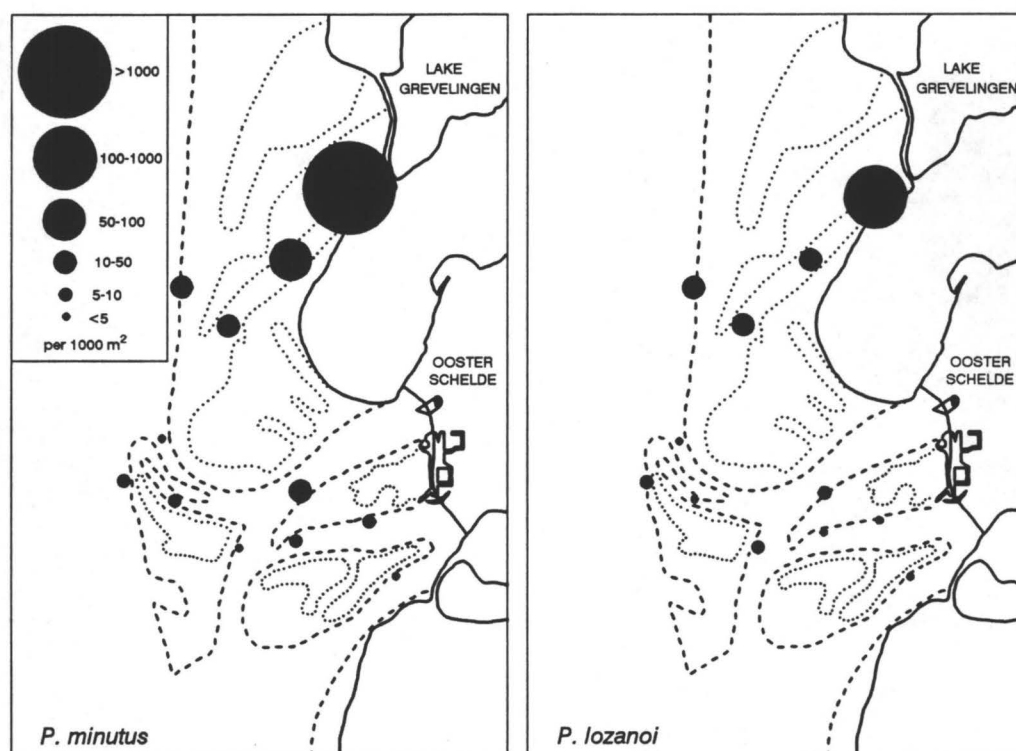 >1000
100-1000
50-100
10-50
5-10
<5
per 1000 m²
LAKE
GREVELINGEN
OOSTER
SCHELDE
P. minutus
LAKE
GREVELINGEN
OOSTER
SCHELDE
P. lozanoi